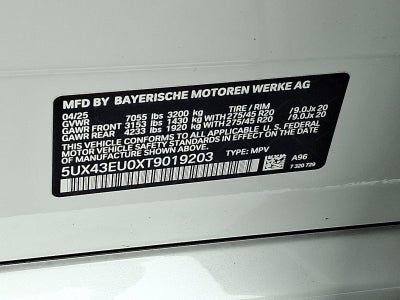 MFD BY BAYERISCHE MOTOREN WERKE AG
04/25 TIRE / RIM
GVWR 7055 lbs 3200 kg
GAWR FRONT 3153 lbs 1430 kg WITH 275/45 R20 /9.0Jx 20
GAWR REAR 4233 lbs 1920 kg WITH 275/45 R20 /9.0Jx 20
THIS VEHICLE CONFORMS TO ALL APPLICABLE U. S. FEDERAL
MOTOR VEHICLE SAFETY STANDARDS IN EFFECT ON THE
DATE OF MANUFACTURE SHOWN ABOVE.
5UX43EU0XT9019203 TYPE: MPV A96
7 320 729